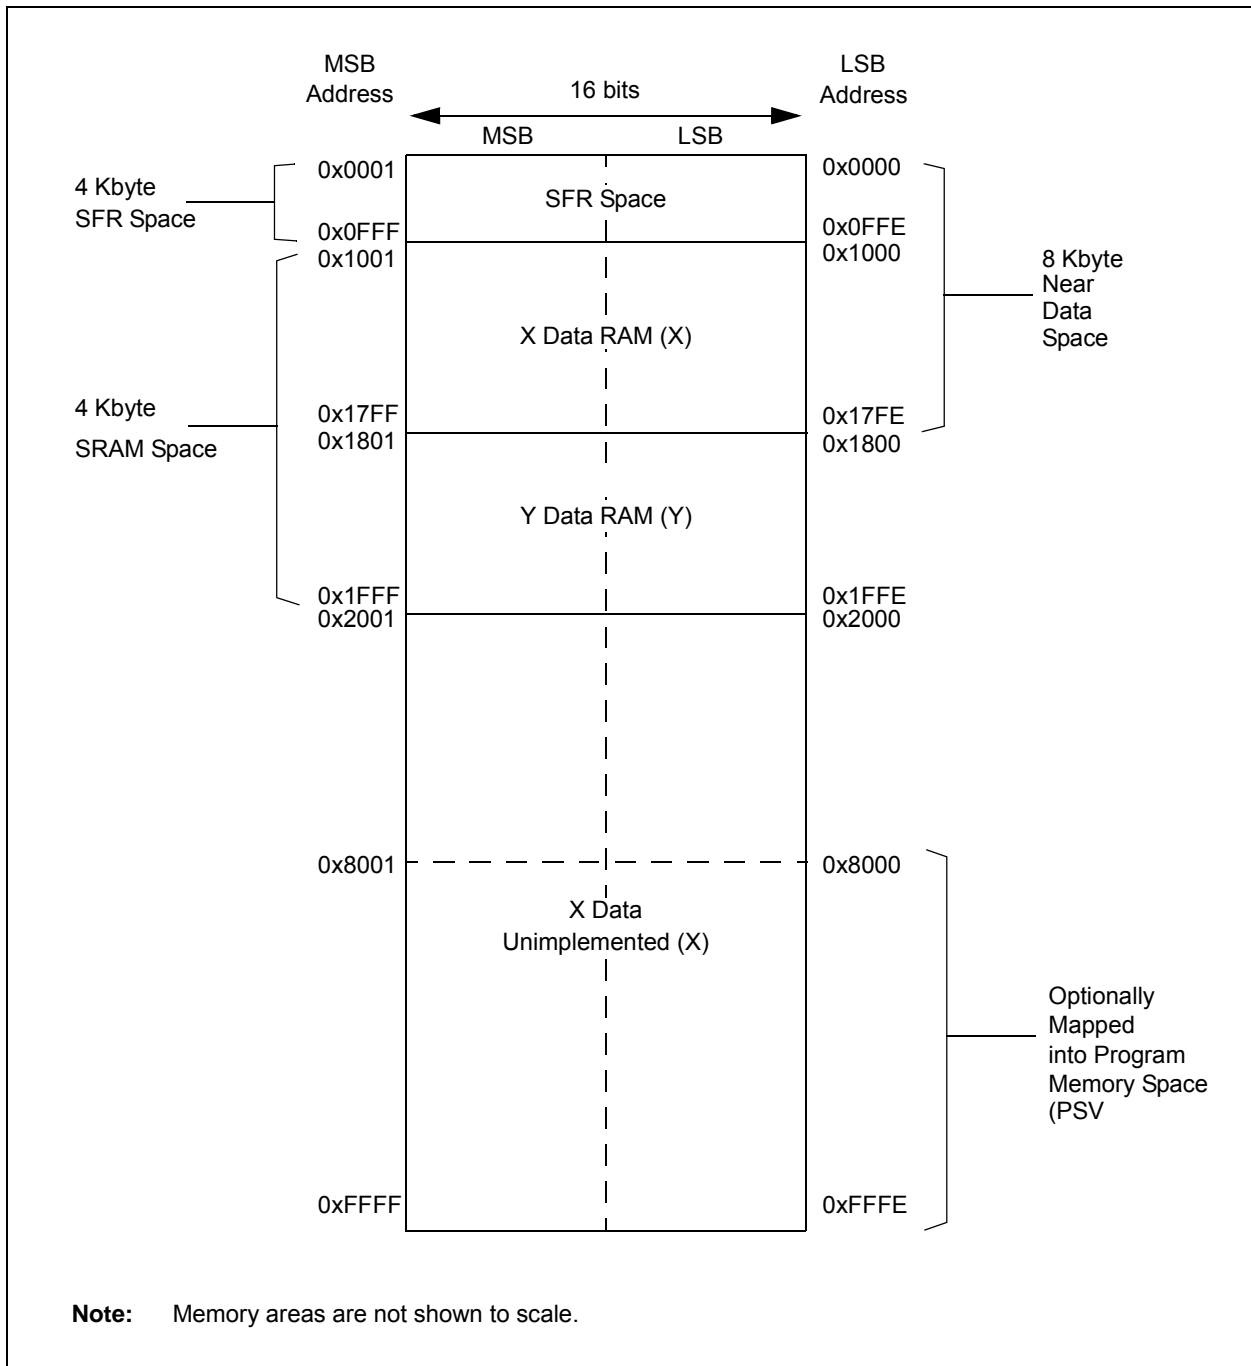 MSB
Address
LSB
Address
16 bits
MSB
LSB
0x0001
0x0000
4 Kbyte
SFR Space
SFR Space
0x0FFF
0x0FFE
0x1001
0x1000
8 Kbyte
Near
Data
Space
X Data RAM (X)
4 Kbyte
SRAM Space
0x17FF
0x17FE
0x1801
0x1800
Y Data RAM (Y)
0x1FFF
0x1FFE
0x2001
0x2000
0x8001
0x8000
X Data
Unimplemented (X)
Optionally
Mapped
into Program
Memory Space
(PSV
0xFFFF
0xFFFE
Note: Memory areas are not shown to scale.